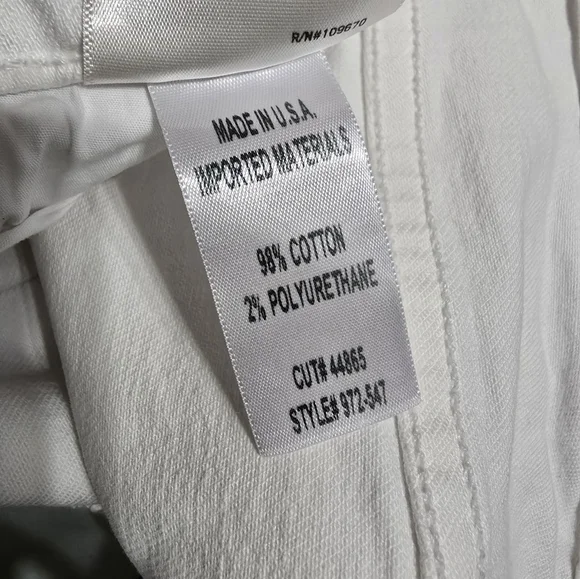 R/N#109670
MADE IN U.S.A.
IMPORTED MATERIALS
98% COTTON
2% POLYURETHANE
CUT# 44865
STYLE# 972-547